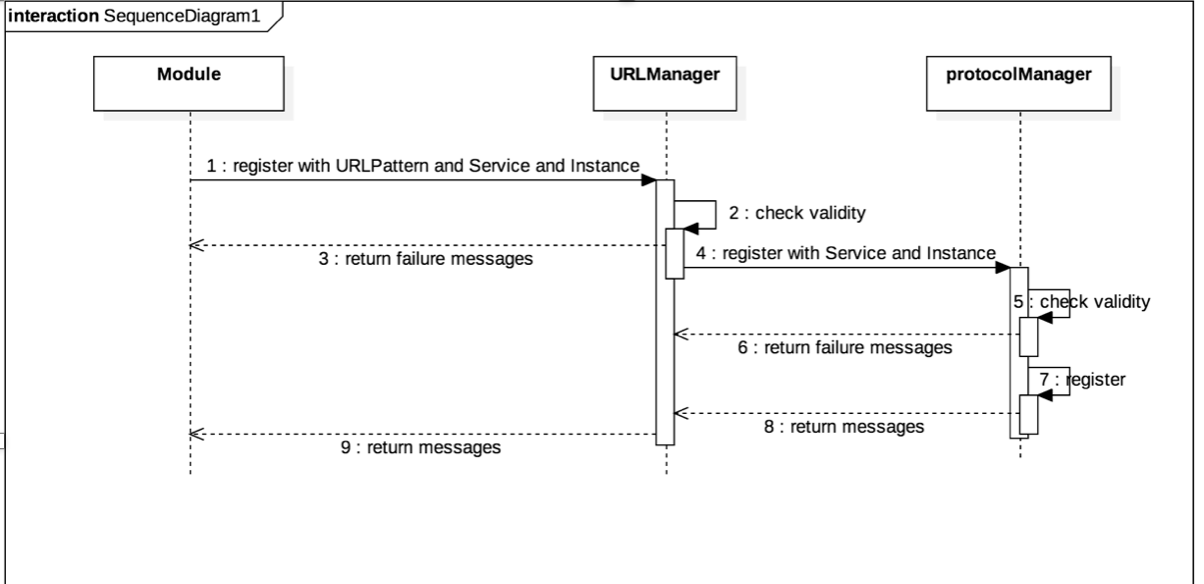 interaction SequenceDiagram1
Module
URLManager
protocolManager
1 : register with URLPattern and Service and Instance
2 : check validity
3 : return failure messages
4 : register with Service and Instance
5 : check validity
6 : return failure messages
7 : register
8 : return messages
9 : return messages